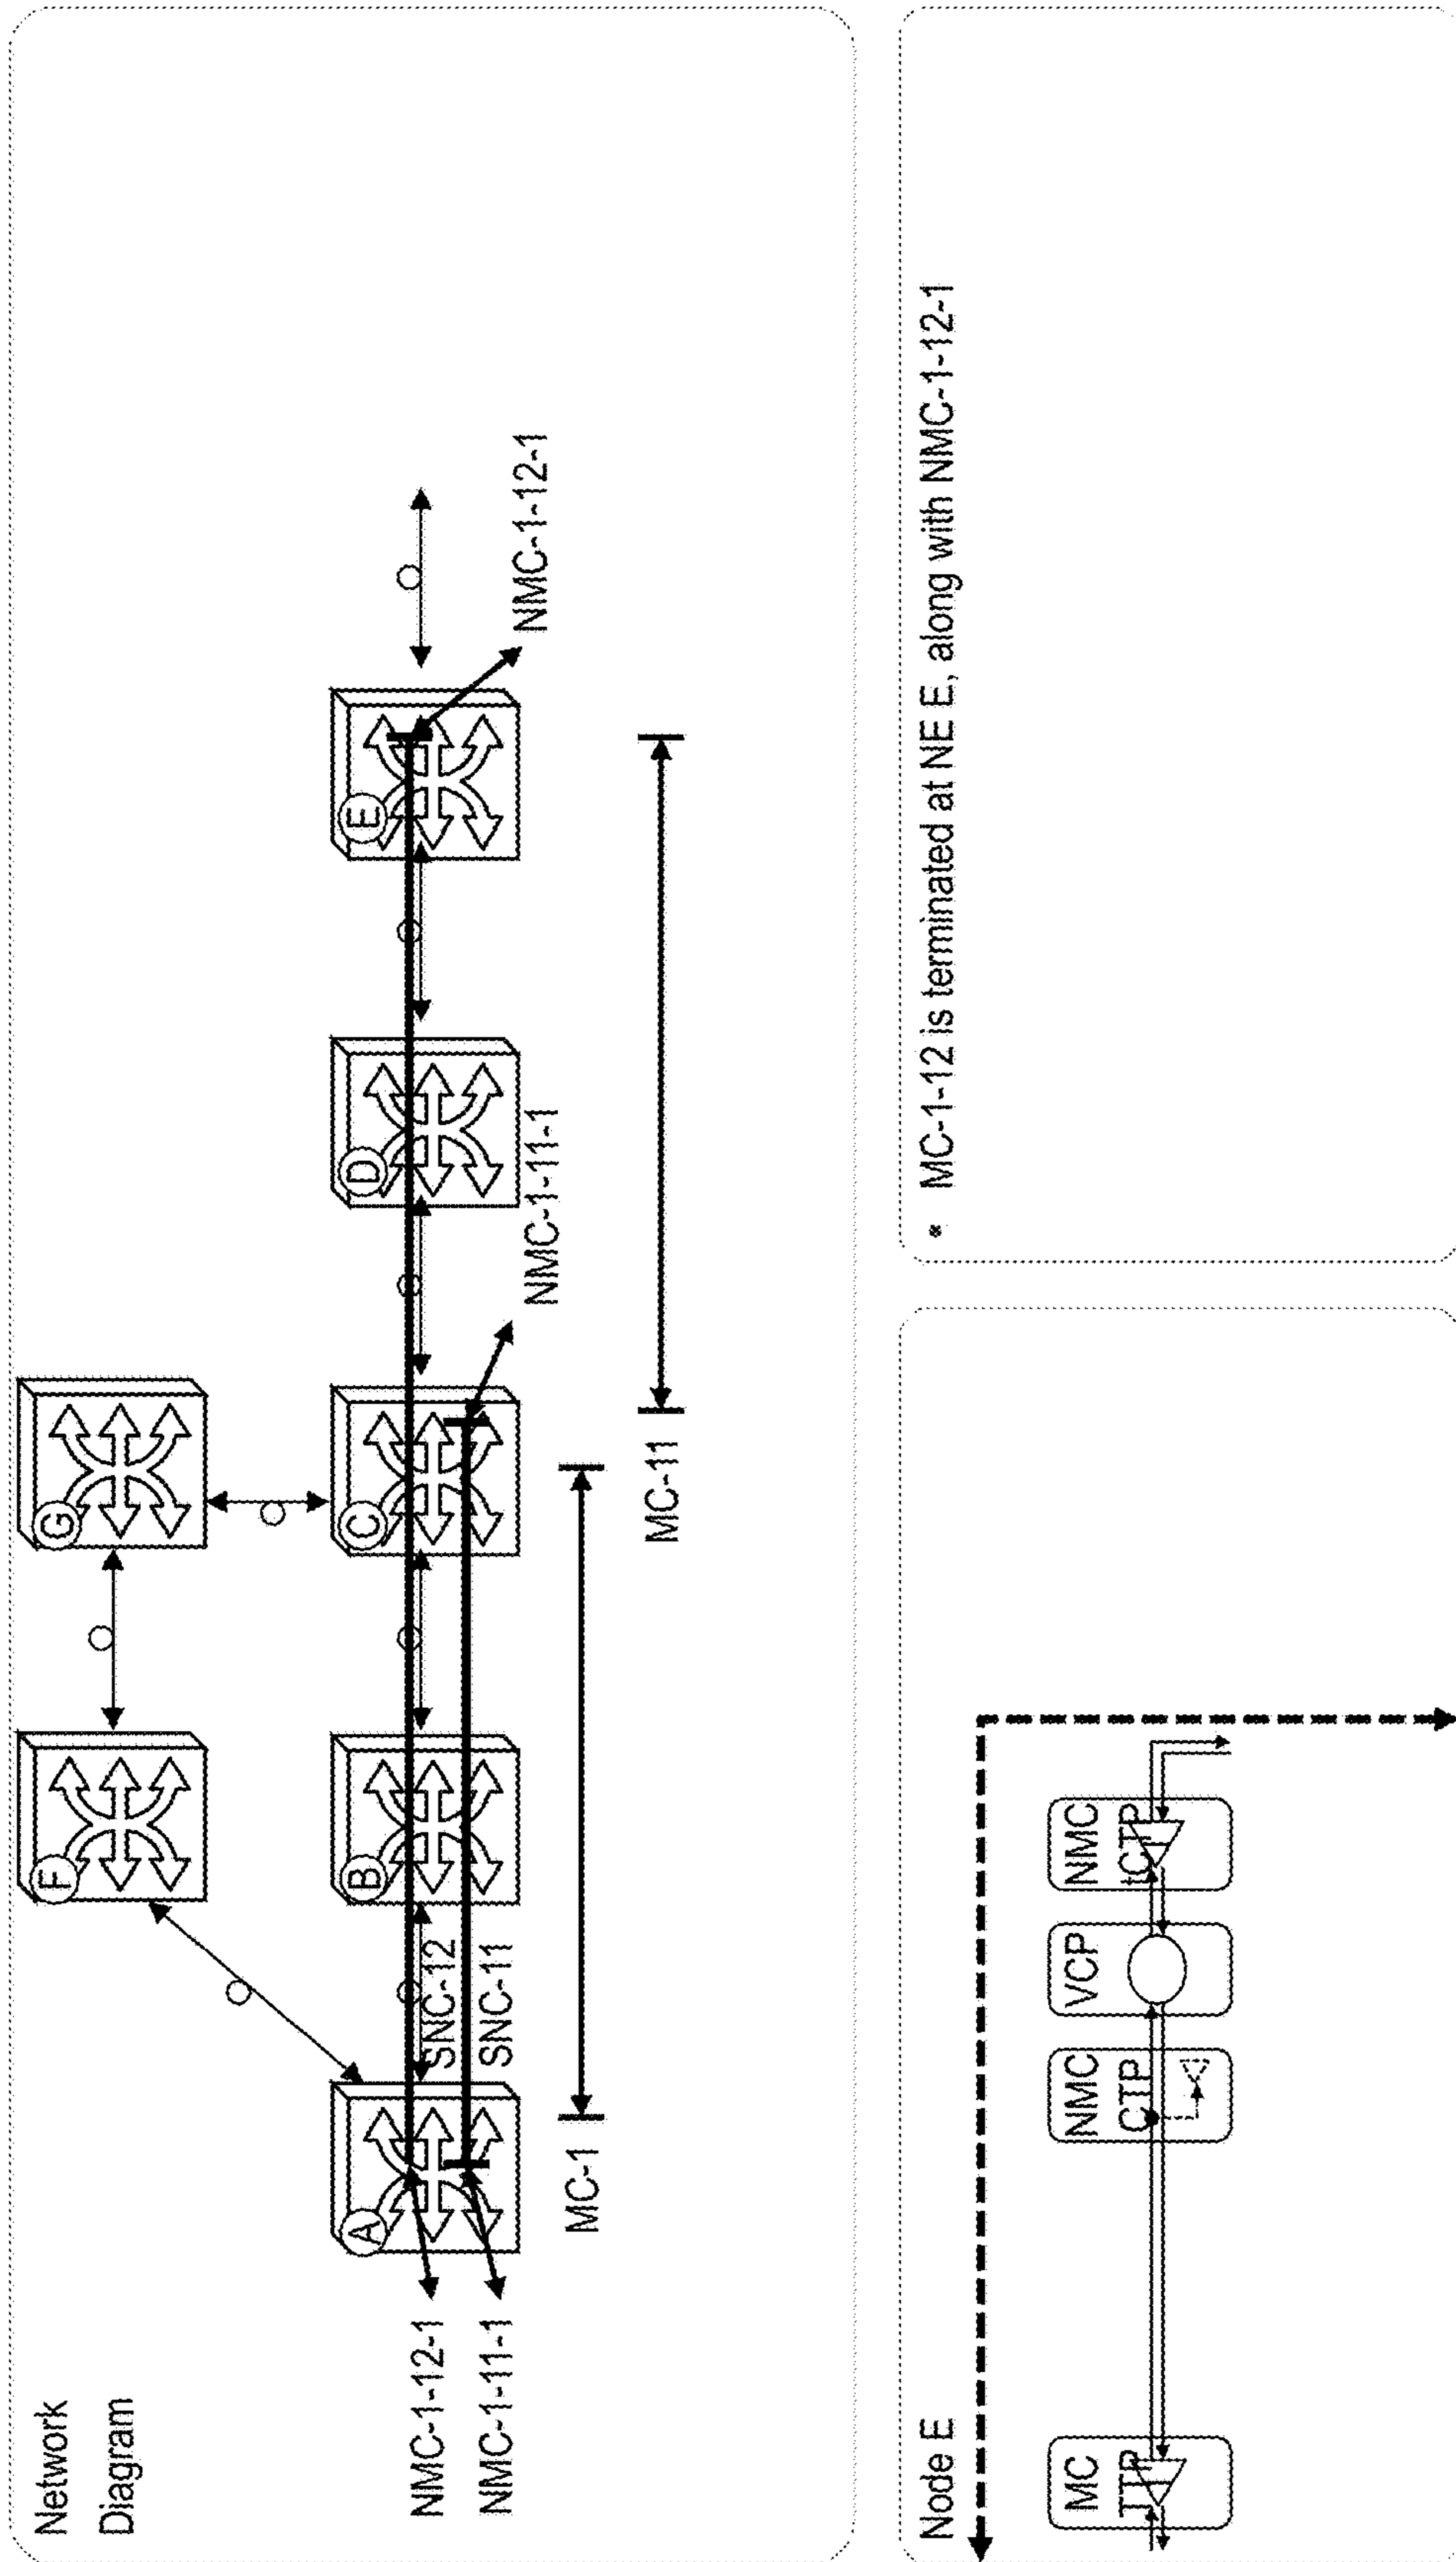 Network
Diagram
F
G
A
B
C
D
E
NMC-1-12-1
SNC-12
NMC-1-12-1
NMC-1-11-1
SNC-11
NMC-1-11-1
MC-1
MC-11
Node E
MC
TTP
NMC
CTP
VCP
NMC
tCTP
* MC-1-12 is terminated at NE E, along with NMC-1-12-1